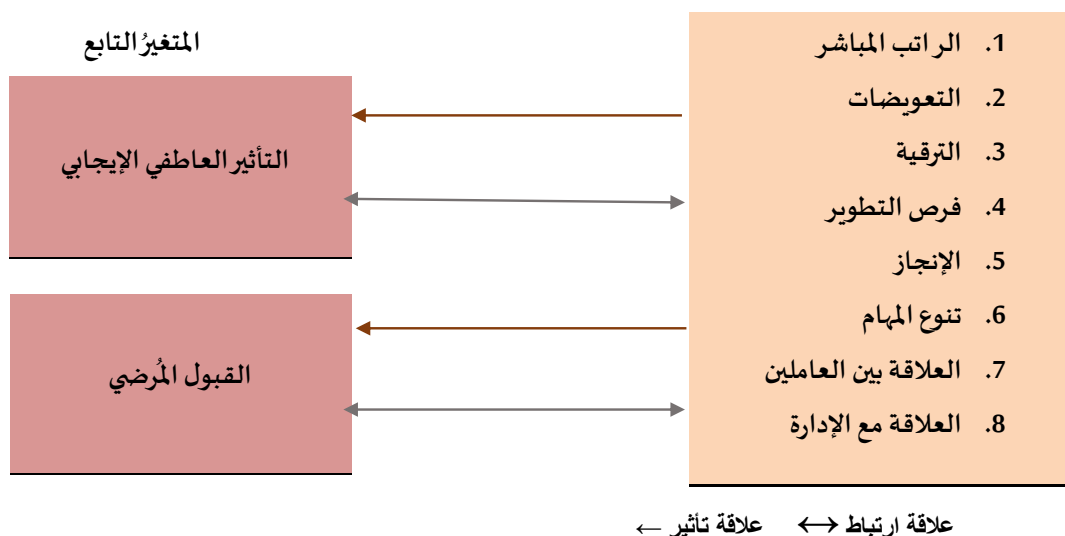 المتغيرُ التابع
1. الراتب المباشر
2. التعويضات
3. الترقية
4. فرص التطوير
5. الإنجاز
6. تنوع المهام
7. العلاقة بين العاملين
8. العلاقة مع الإدارة
التأثير العاطفي الإيجابي
القبول المُرضي
علاقة ارتباط ↔ علاقة تأثير ←